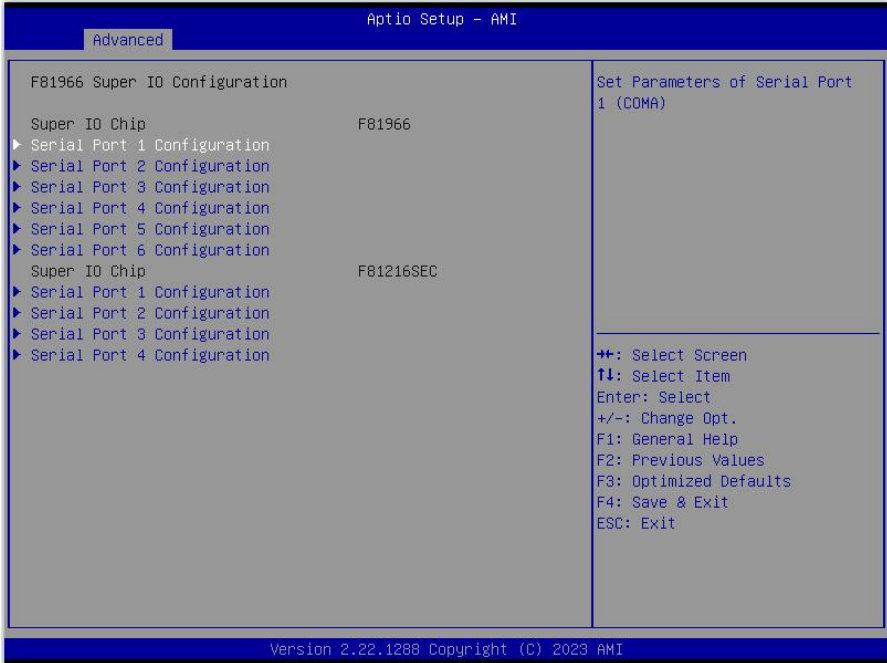 Aptio Setup – AMI
Advanced
F81966 Super IO Configuration
Super IO Chip F81966
Serial Port 1 Configuration
Serial Port 2 Configuration
Serial Port 3 Configuration
Serial Port 4 Configuration
Serial Port 5 Configuration
Serial Port 6 Configuration
Super IO Chip F81216SEC
Serial Port 1 Configuration
Serial Port 2 Configuration
Serial Port 3 Configuration
Serial Port 4 Configuration
Set Parameters of Serial Port
1 (COMA)
→←: Select Screen
↑↓: Select Item
Enter: Select
+/-: Change Opt.
F1: General Help
F2: Previous Values
F3: Optimized Defaults
F4: Save & Exit
ESC: Exit
Version 2.22.1288 Copyright (C) 2023 AMI